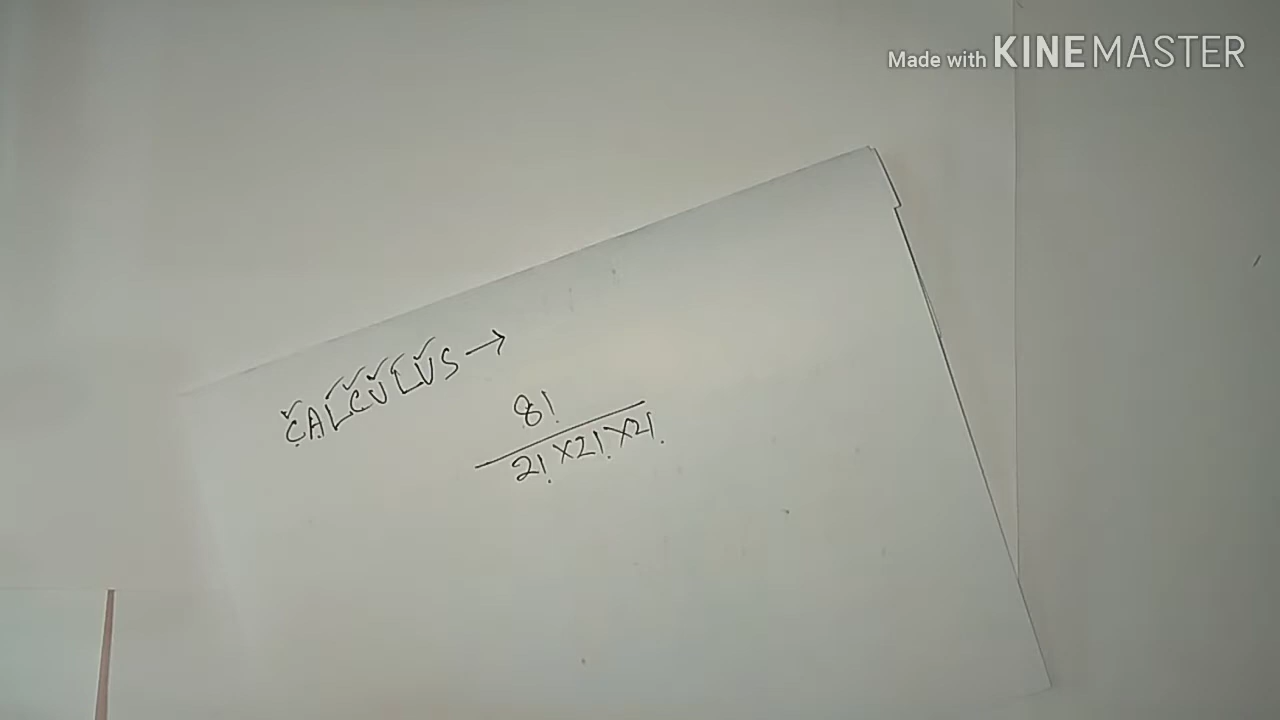 Made with KINEMASTER
CALCULUS →
8!
2! × 2! × 2!